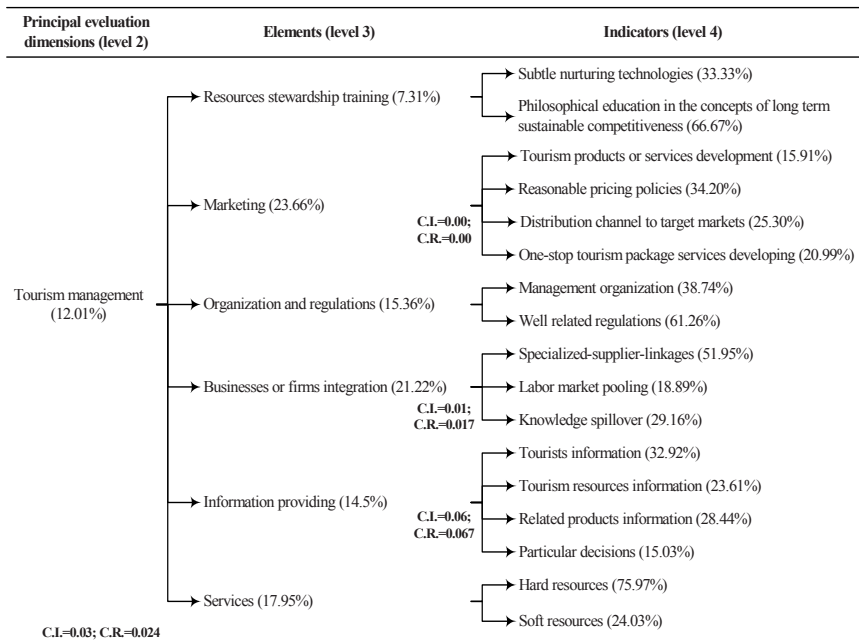 Principal eveluation
dimensions (level 2)
Elements (level 3)
Indicators (level 4)
Tourism management
(12.01%)
Resources stewardship training (7.31%)
Subtle nurturing technologies (33.33%)
Philosophical education in the concepts of long term
sustainable competitiveness (66.67%)
Marketing (23.66%)
C.I.=0.00;
C.R.=0.00
Tourism products or services development (15.91%)
Reasonable pricing policies (34.20%)
Distribution channel to target markets (25.30%)
One-stop tourism package services developing (20.99%)
Organization and regulations (15.36%)
Management organization (38.74%)
Well related regulations (61.26%)
Businesses or firms integration (21.22%)
C.I.=0.01;
C.R.=0.017
Specialized-supplier-linkages (51.95%)
Labor market pooling (18.89%)
Knowledge spillover (29.16%)
Information providing (14.5%)
C.I.=0.06;
C.R.=0.067
Tourists information (32.92%)
Tourism resources information (23.61%)
Related products information (28.44%)
Particular decisions (15.03%)
Services (17.95%)
Hard resources (75.97%)
Soft resources (24.03%)
C.I.=0.03; C.R.=0.024